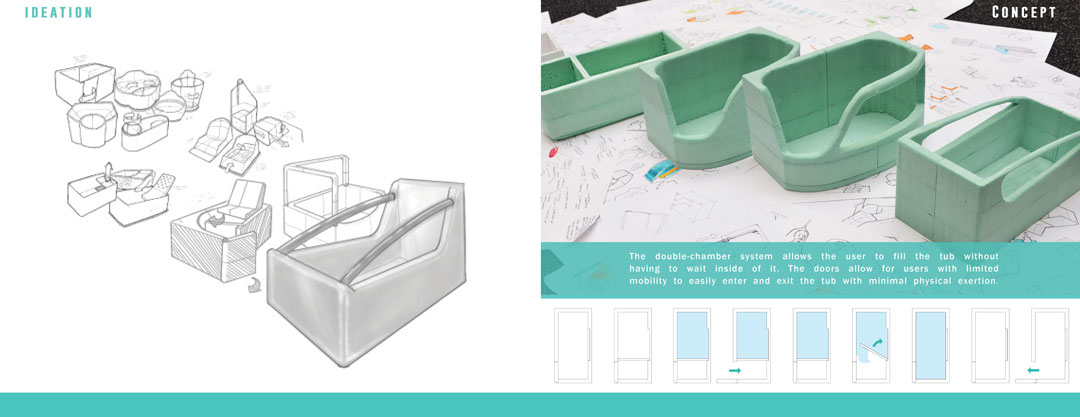 IDEATION
CONCEPT
The double-chamber system allows the user to fill the tub without
having to wait inside of it. The doors allow for users with limited
mobility to easily enter and exit the tub with minimal physical exertion